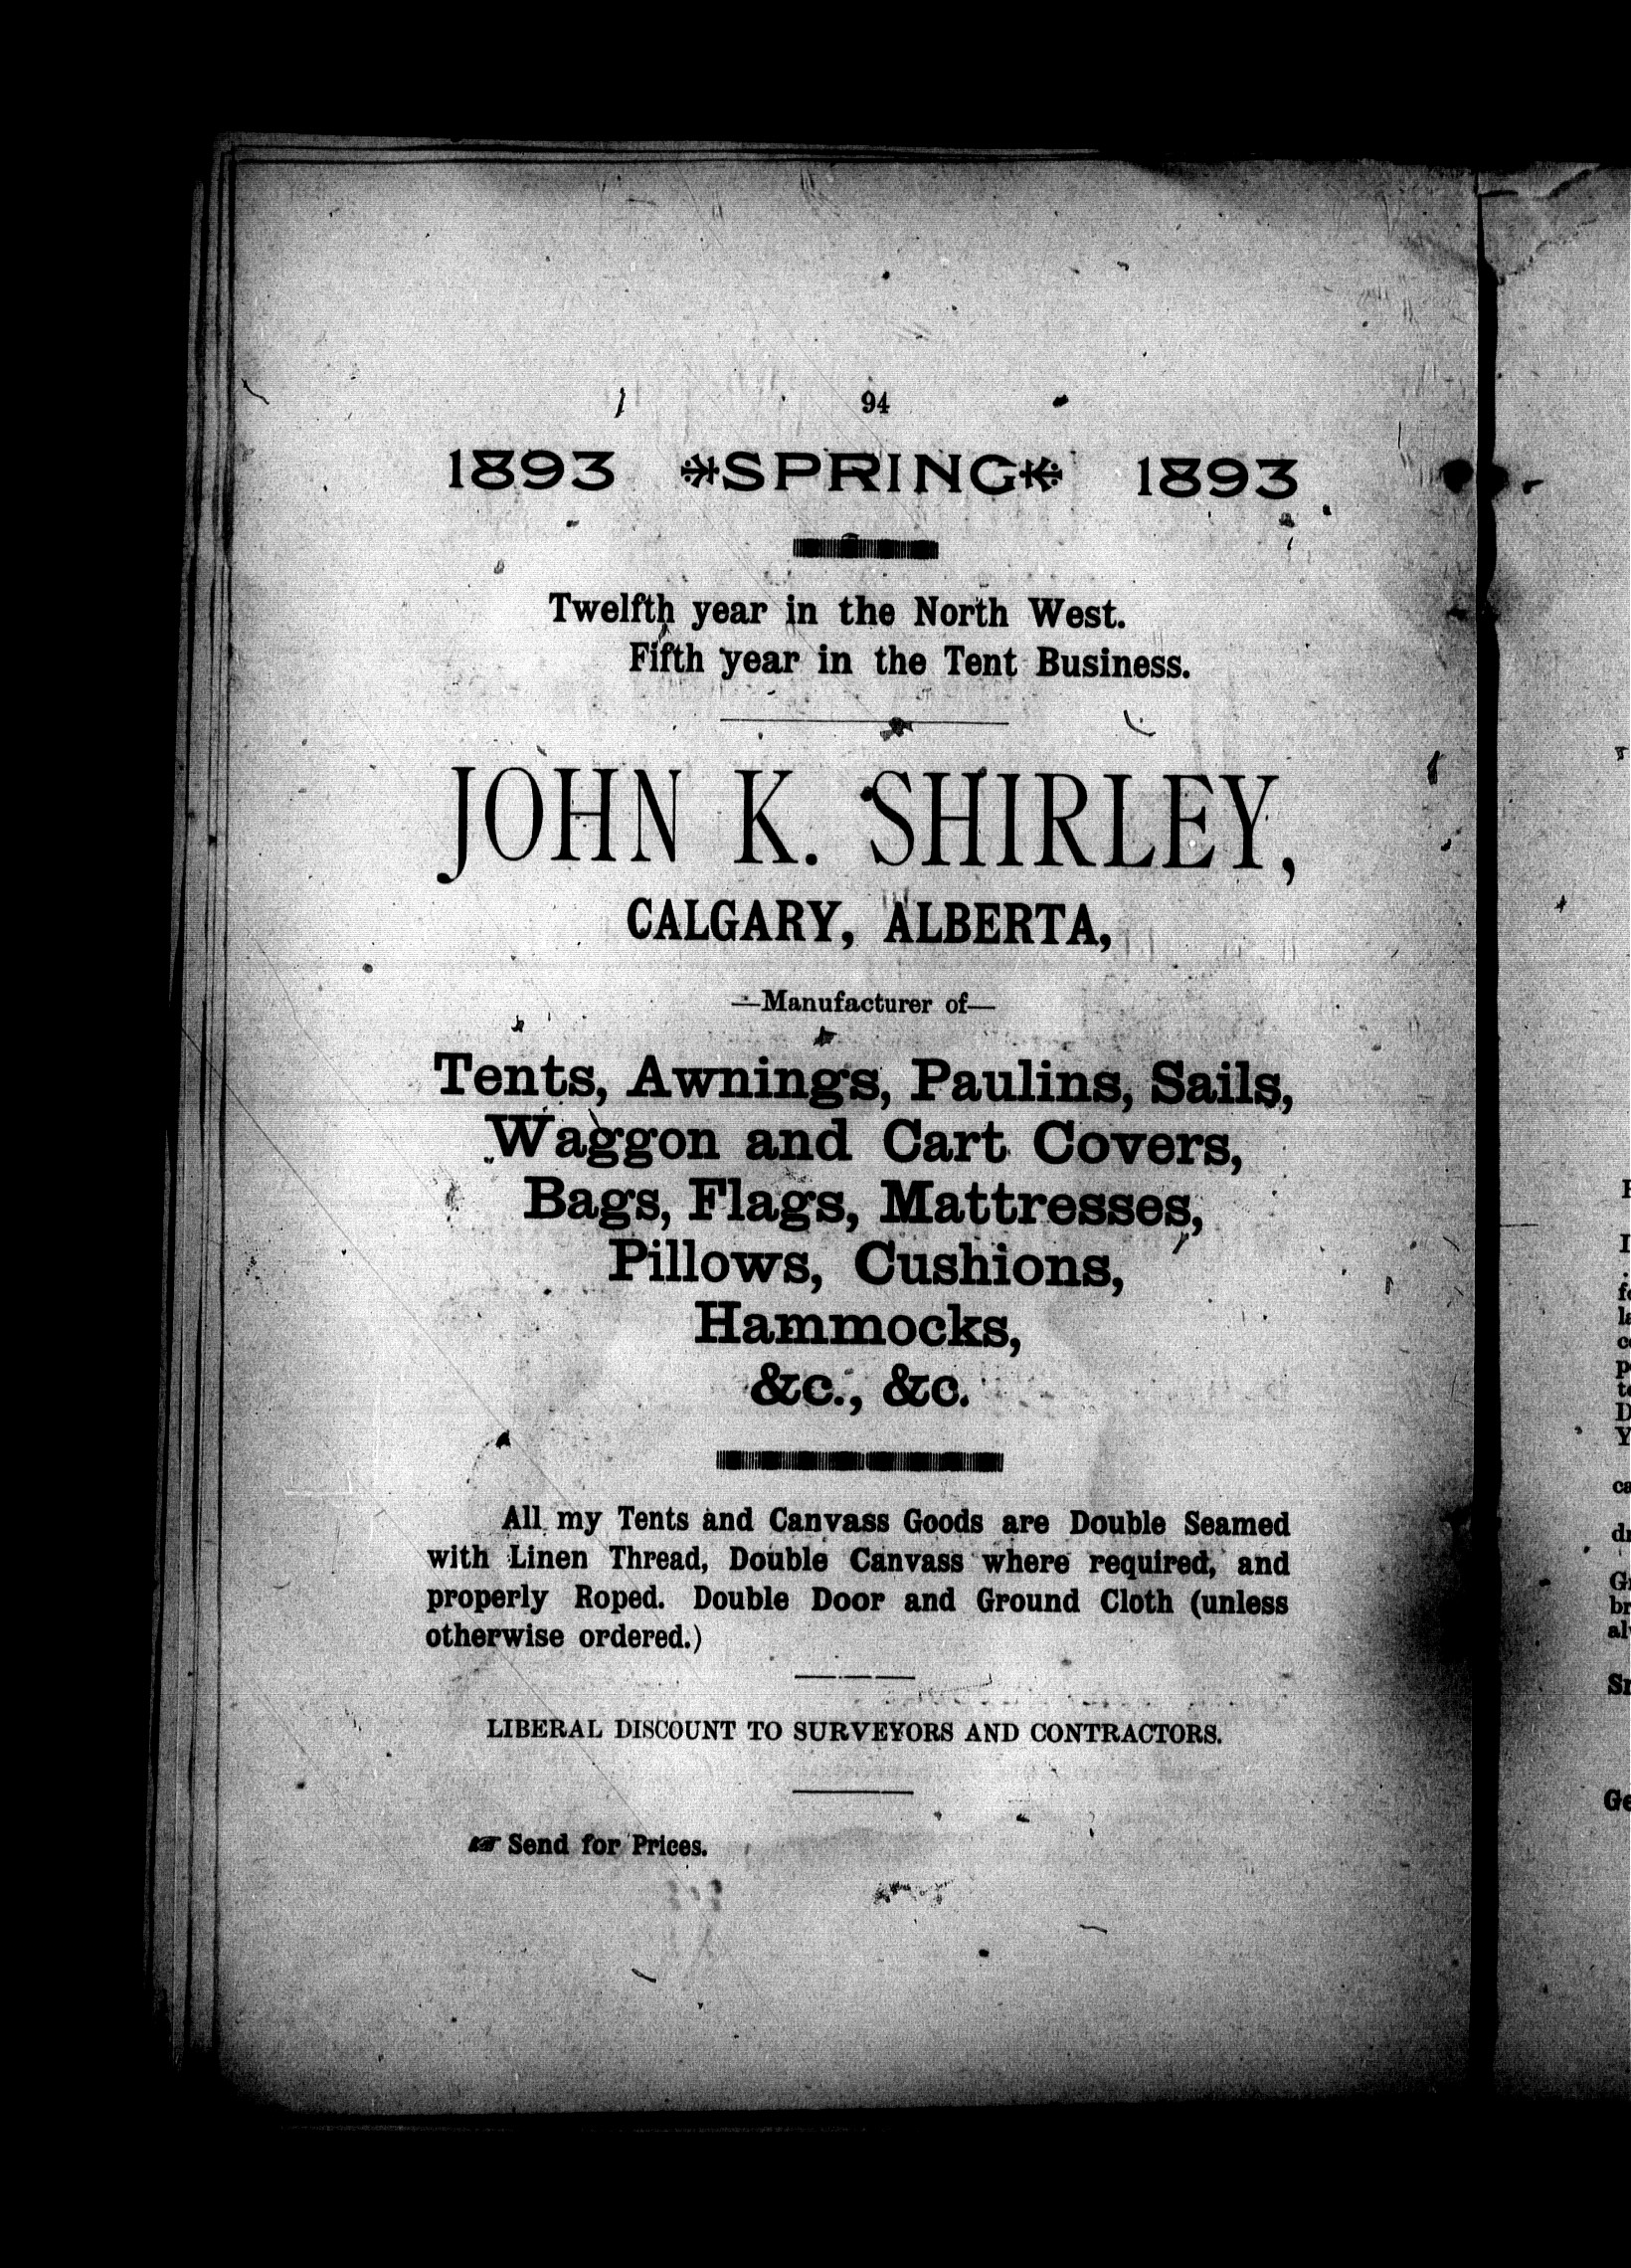 94
1893 SPRING 1893
Twelfth year in the North West.
Fifth year in the Tent Business.
JOHN K. SHIRLEY,
CALGARY, ALBERTA,
—Manufacturer of—
Tents, Awnings, Paulins, Sails,
Waggon and Cart Covers,
Bags, Flags, Mattresses,
Pillows, Cushions,
Hammocks,
&c., &c.
All my Tents and Canvass Goods are Double Seamed
with Linen Thread, Double Canvass where required, and
properly Roped. Double Door and Ground Cloth (unless
otherwise ordered.)
LIBERAL DISCOUNT TO SURVEYORS AND CONTRACTORS.
☞ Send for Prices.